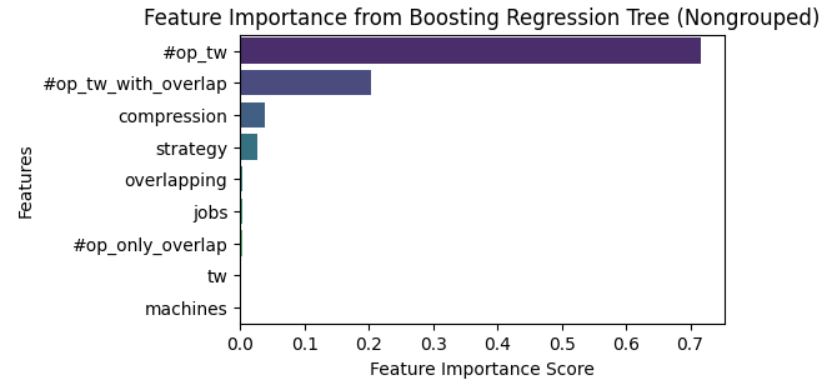 Feature Importance from Boosting Regression Tree (Nongrouped)
#op_tw
#op_tw_with_overlap
compression
strategy
overlapping
jobs
#op_only_overlap
tw
machines
Features
0.0 0.1 0.2 0.3 0.4 0.5 0.6 0.7
Feature Importance Score